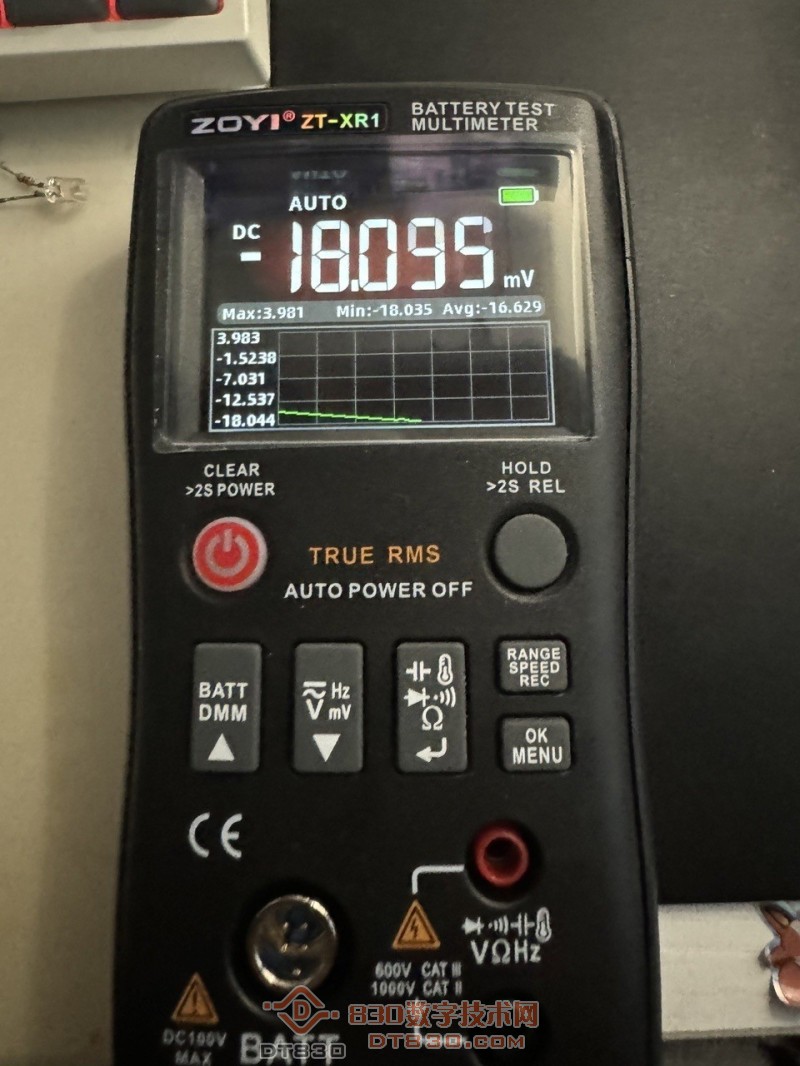 ZOYI® ZT-XR1
BATTERY TEST
MULTIMETER
AUTO
DC
-18.095 mV
Max:3.981 Min:-18.035 Avg:-16.629
3.983
-1.5238
-7.031
-12.537
-18.044
CLEAR
>2S POWER
HOLD
>2S REL
TRUE RMS
AUTO POWER OFF
BATT
DMM
Hz
V mV
Ω
RANGE
SPEED
REC
OK
MENU
CE
VΩHz
600V CAT III
1000V CAT II
DC100V
MAX
BATT
830数字技术网
DT830
DT830.COM